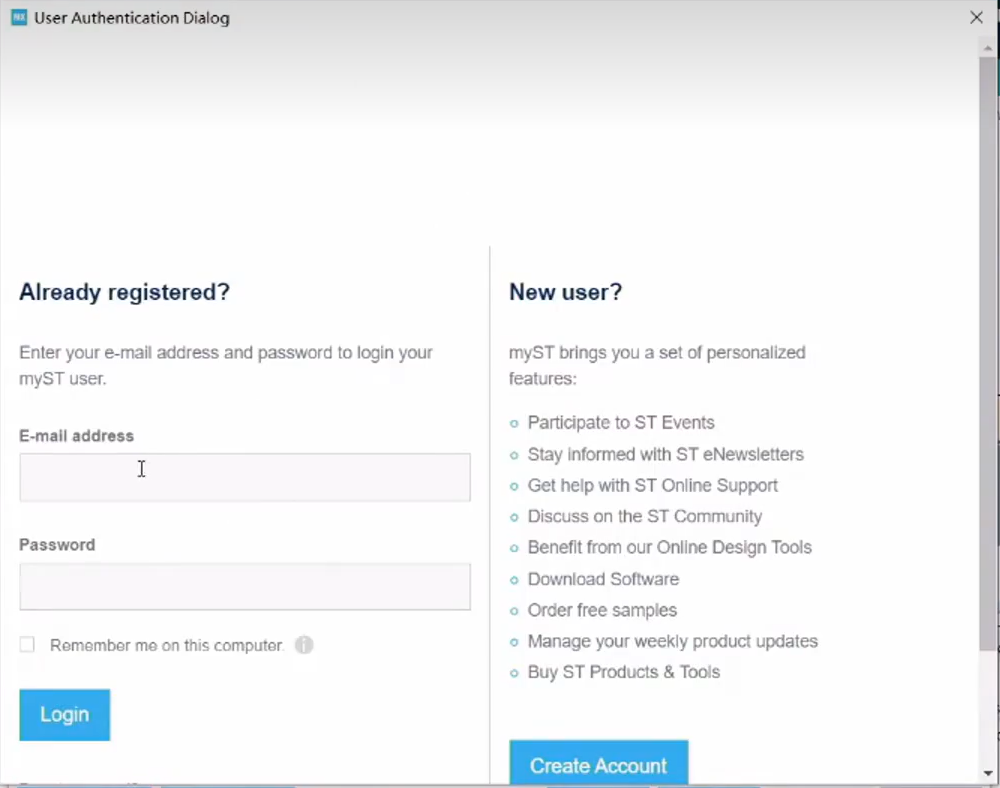 MX User Authentication Dialog
Already registered?
Enter your e-mail address and password to login your
myST user.
E-mail address
Password
Remember me on this computer.
Login
New user?
myST brings you a set of personalized
features:
Participate to ST Events
Stay informed with ST eNewsletters
Get help with ST Online Support
Discuss on the ST Community
Benefit from our Online Design Tools
Download Software
Order free samples
Manage your weekly product updates
Buy ST Products & Tools
Create Account